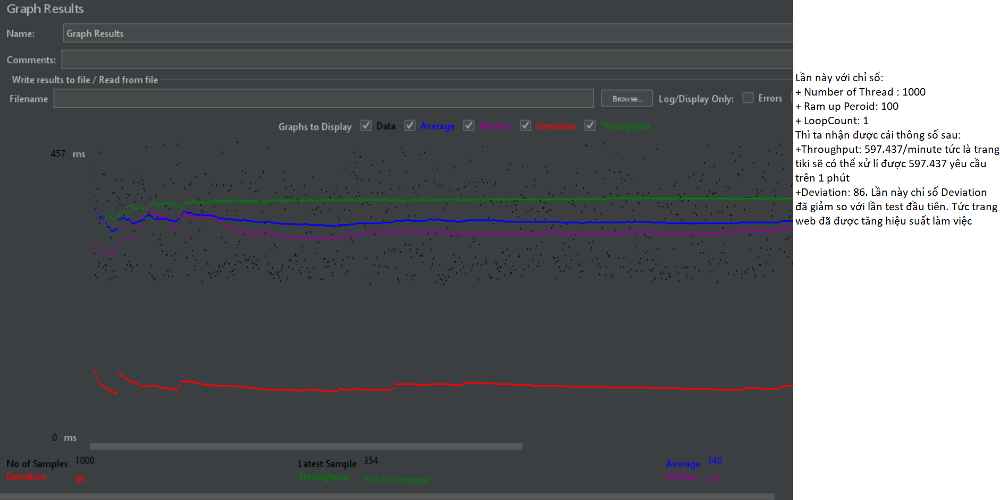 Graph Results
Name:
Graph Results
Comments:
Write results to file / Read from file
Filename
Browse...
Log/Display Only:
Errors
Graphs to Display
Data
Average
Median
Deviation
Throughput
457 ms
0 ms
No of Samples 1000
Latest Sample 354
Average 340
Deviation 86
Throughput 597.437/minute
Median
Lần này với chỉ số:
+ Number of Thread : 1000
+ Ram up Peroid: 100
+ LoopCount: 1
Thì ta nhận được cái thông số sau:
+Throughput: 597.437/minute tức là trang
tiki sẽ có thể xử lí được 597.437 yêu cầu
trên 1 phút
+Deviation: 86. Lần này chỉ số Deviation
đã giảm so với lần test đầu tiên. Tức trang
web đã được tăng hiệu suất làm việc